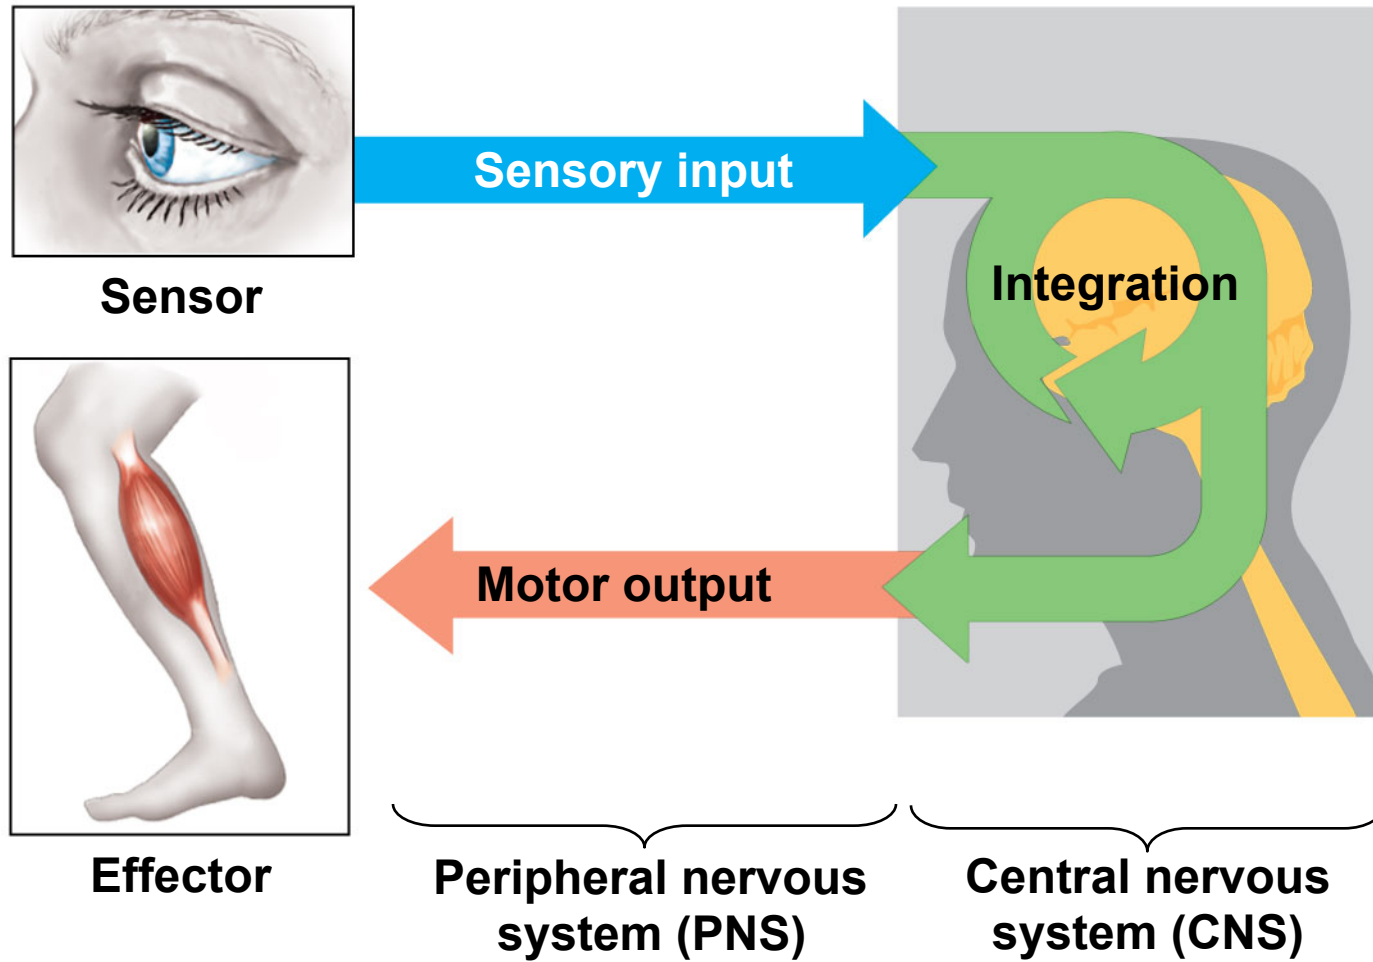 Sensory input
Sensor
Integration
Motor output
Effector
Peripheral nervous
system (PNS)
Central nervous
system (CNS)